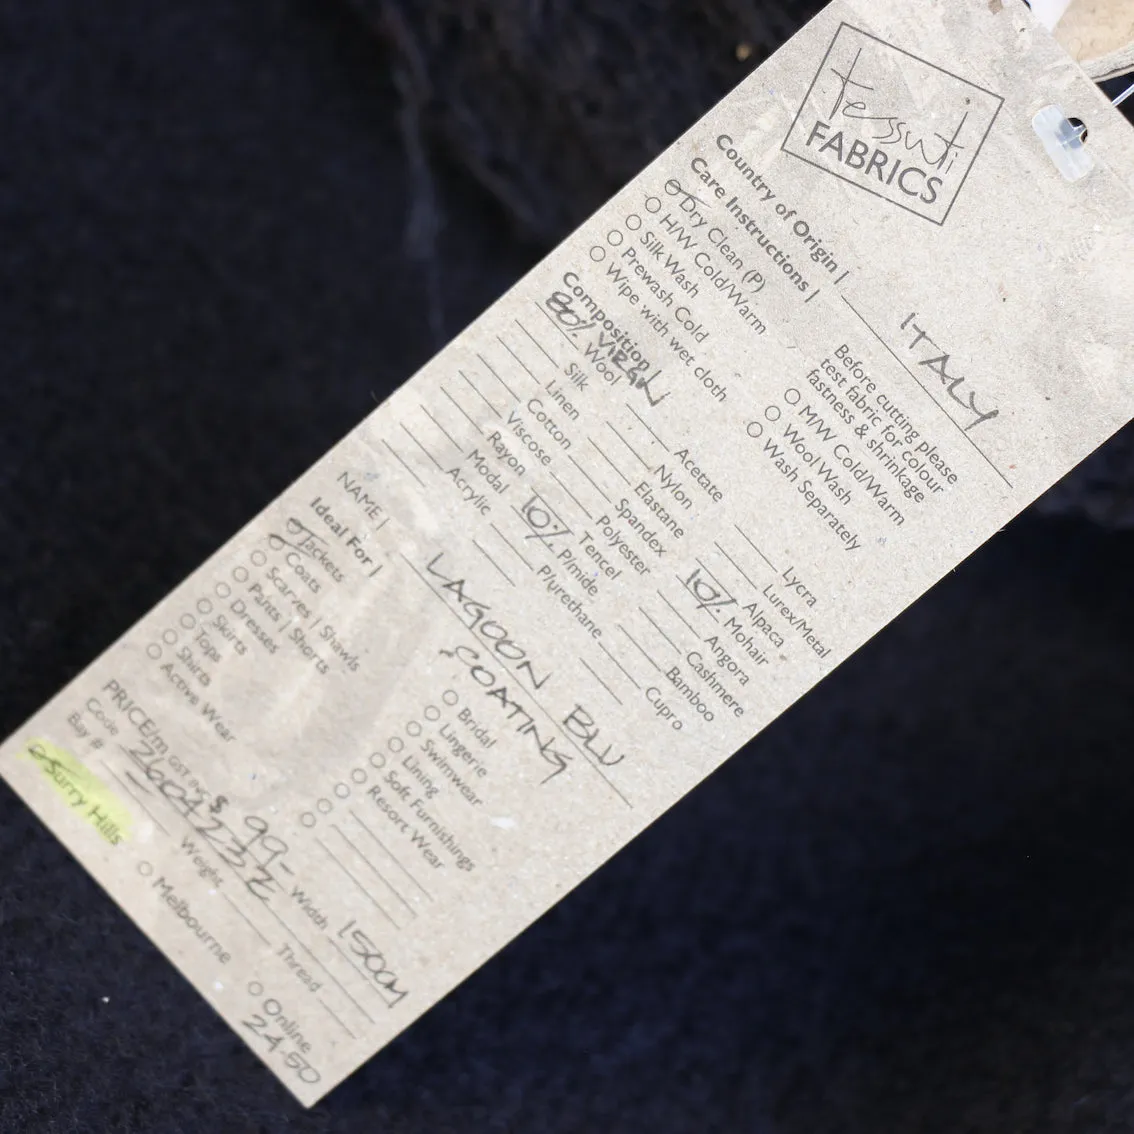 tessuti
FABRICS
Country of Origin | ITALY
Care Instructions |
Before cutting please
test fabric for colour
fastness & shrinkage
Dry Clean (P)
H/W Cold/Warm
Silk Wash
Prewash Cold
Wipe with wet cloth
M/W Cold/Warm
Wool Wash
Wash Separately
Composition
80% VIRGIN Wool
Silk
Linen
Cotton
Viscose
Rayon
Modal
Acrylic
Acetate
Nylon
Elastane
Spandex
Polyester
Tencel
10% P/mide
P/urethane
Lycra
Lurex/Metal
Alpaca
10% Mohair
Angora
Cashmere
Bamboo
Cupro
NAME | LAGOON BLU
COATING
Ideal For |
Jackets
Coats
Scarves | Shawls
Pants | Shorts
Dresses
Skirts
Tops
Shirts
Active Wear
Bridal
Lingerie
Swimwear
Lining
Soft Furnishings
Resort Wear
PRICE/m GST inc $ 99-
Width 150CM
Code
Weight
Thread
Bay #
Surry Hills
Melbourne
Online
24.50